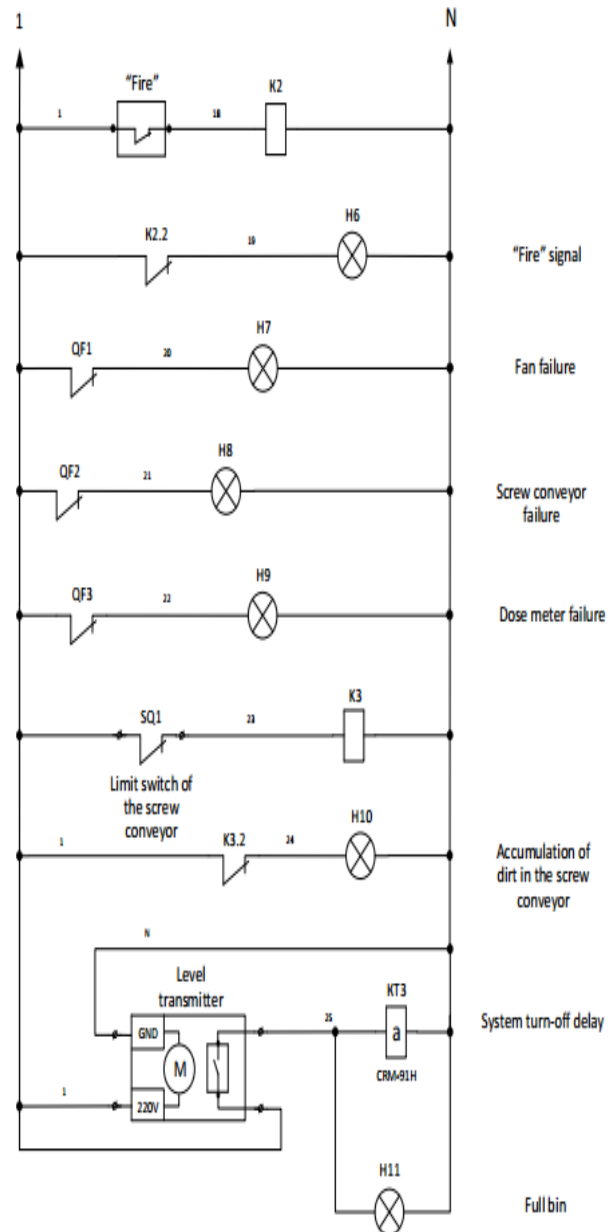 1
N
“Fire”
K2
1
18
K2.2
19
H6
“Fire” signal
QF1
20
H7
Fan failure
QF2
21
H8
Screw conveyor
failure
QF3
22
H9
Dose meter failure
SQ1
23
K3
Limit switch of
the screw
conveyor
1
K3.2
24
H10
Accumulation of
dirt in the screw
conveyor
N
Level
transmitter
GND
M
220V
1
25
KT3
a
CRM-91H
System turn-off delay
H11
Full bin